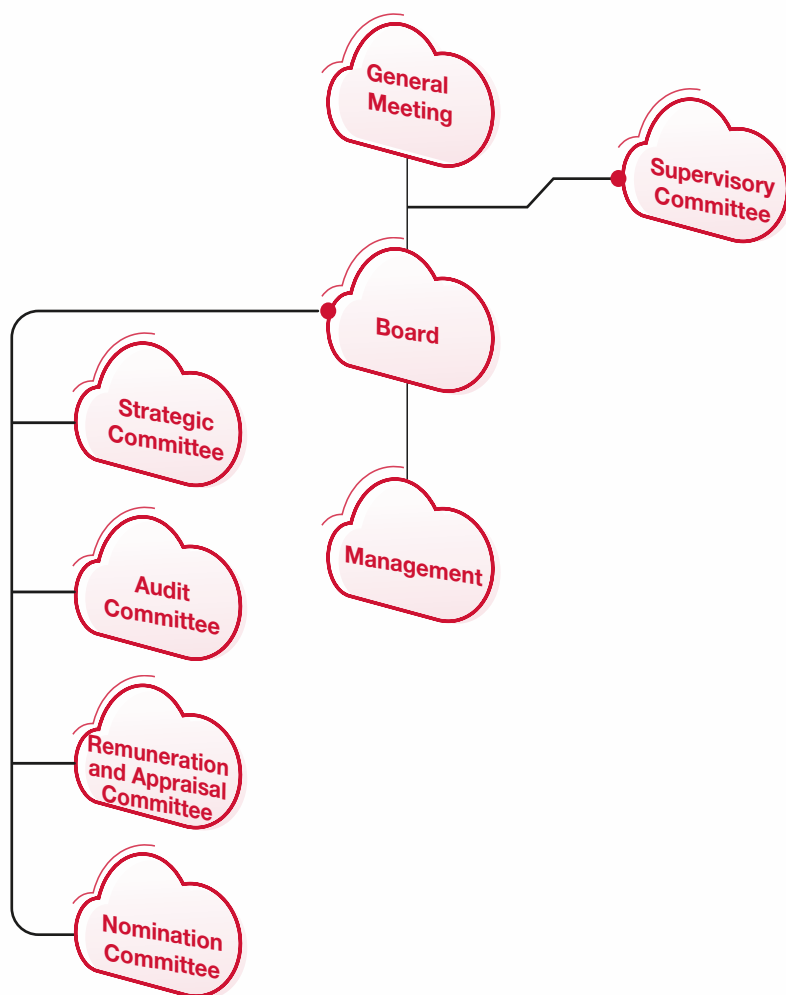 General
Meeting
Supervisory
Committee
Board
Strategic
Committee
Management
Audit
Committee
Remuneration
and Appraisal
Committee
Nomination
Committee